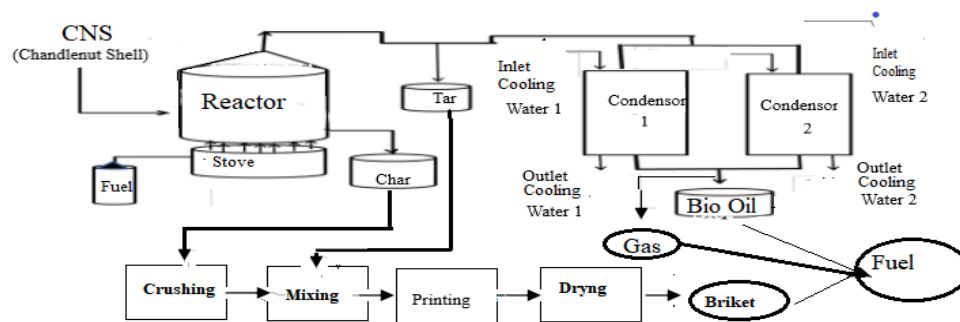 CNS
(Chandlenut Shell)
Reactor
Stove
Fuel
Tar
Char
Inlet
Cooling
Water 1
Condensor
1
Condensor
2
Inlet
Cooling
Water 2
Outlet
Cooling
Water 1
Bio Oil
Outlet
Cooling
Water 2
Gas
Fuel
Crushing
Mixing
Printing
Dryng
Briket